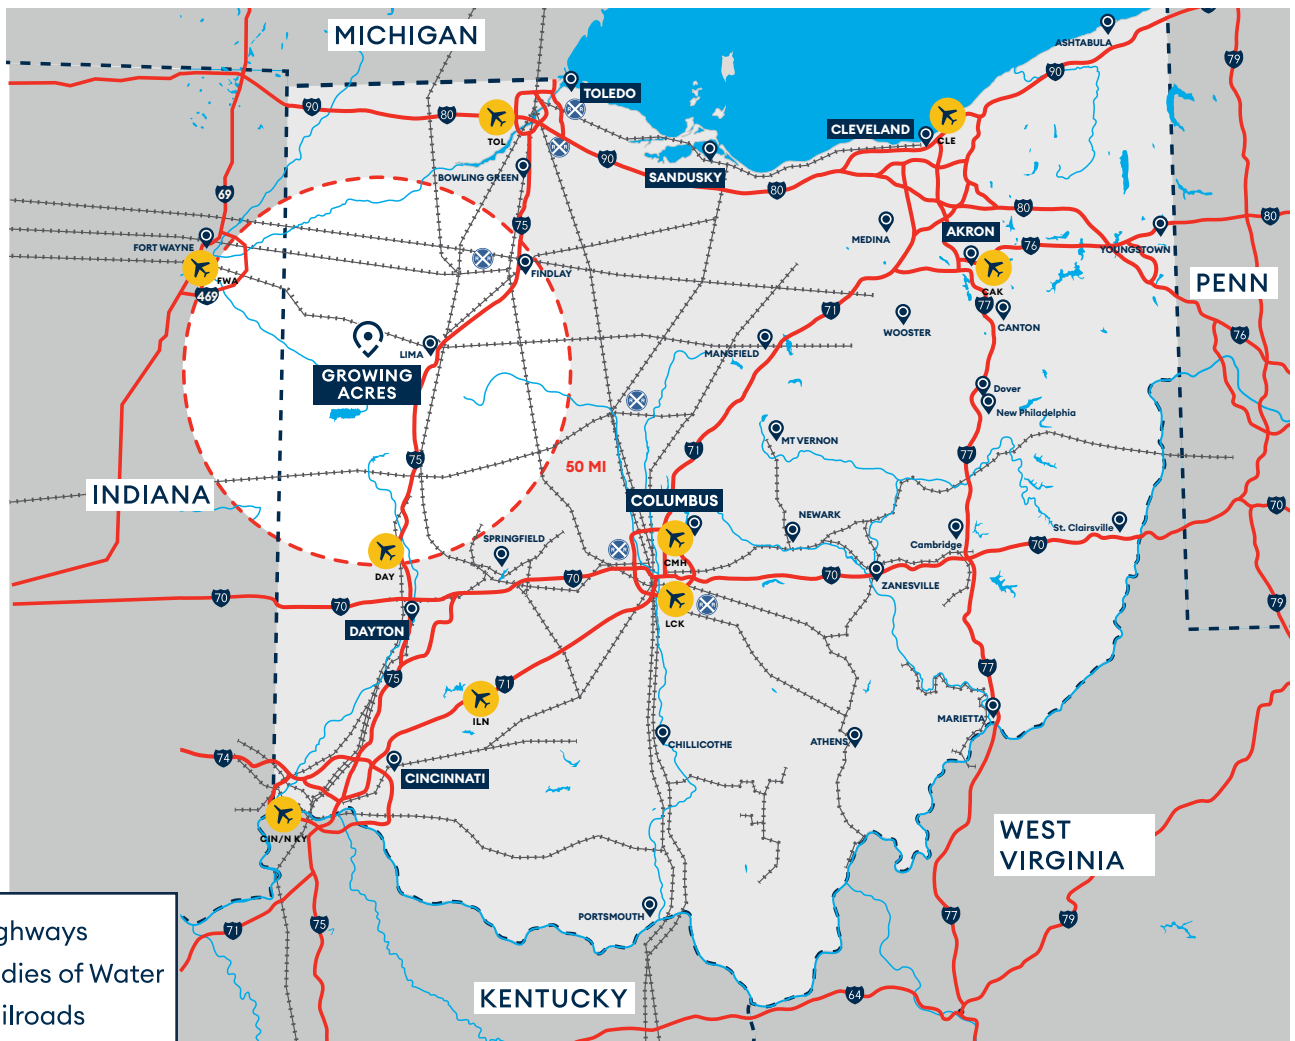 MICHIGAN
ASHTABULA
79
90
TOLEDO
90
80
TOL
CLEVELAND
CLE
90
BOWLING GREEN
SANDUSKY
80
69
75
MEDINA
80
80
AKRON
76
YOUNGSTOWN
FORT WAYNE
FWA
469
FINDLAY
CAK
77
CANTON
PENN
71
WOOSTER
76
LIMA
MANSFIELD
GROWING
ACRES
Dover
New Philadelphia
MT VERNON
71
75
50 MI
77
INDIANA
COLUMBUS
NEWARK
70
St. Clairsville
Cambridge
70
SPRINGFIELD
CMH
DAY
70
70
ZANESVILLE
70
70
LCK
79
DAYTON
75
77
71
ILN
MARIETTA
CHILLICOTHE
ATHENS
74
CINCINNATI
CIN/N KY
WEST
VIRGINIA
PORTSMOUTH
77
79
71
75
ghways
dies of Water
ilroads
KENTUCKY
64